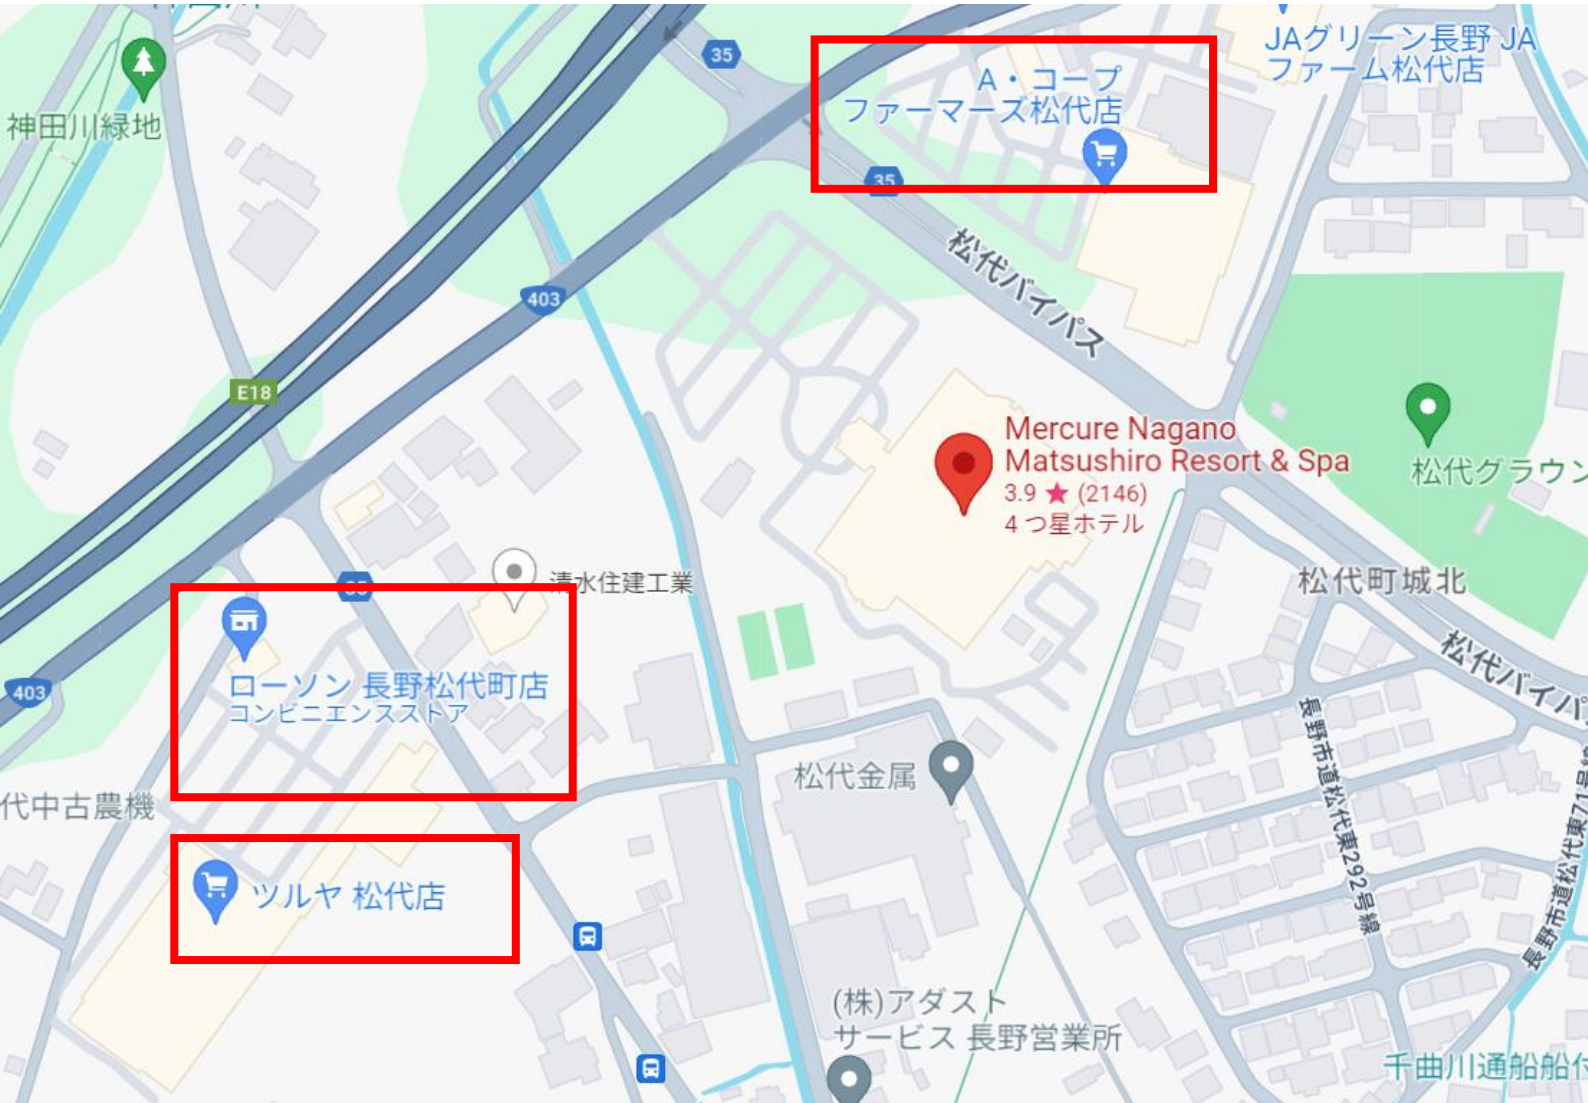 35
A・コープ
ファーマーズ松代店
JAグリーン長野 JA
ファーム松代店
神田川緑地
35
松代バイパス
403
E18
Mercure Nagano
Matsushiro Resort & Spa
3.9 ★ (2146)
4 つ星ホテル
松代グラウン
清水住建工業
松代町城北
ローソン 長野松代町店
コンビニエンスストア
403
松代バイパ
長野市道松代東292号線
長野市道松代東71号線
松代金属
代中古農機
ツルヤ 松代店
(株)アダスト
サービス 長野営業所
千曲川通船船付